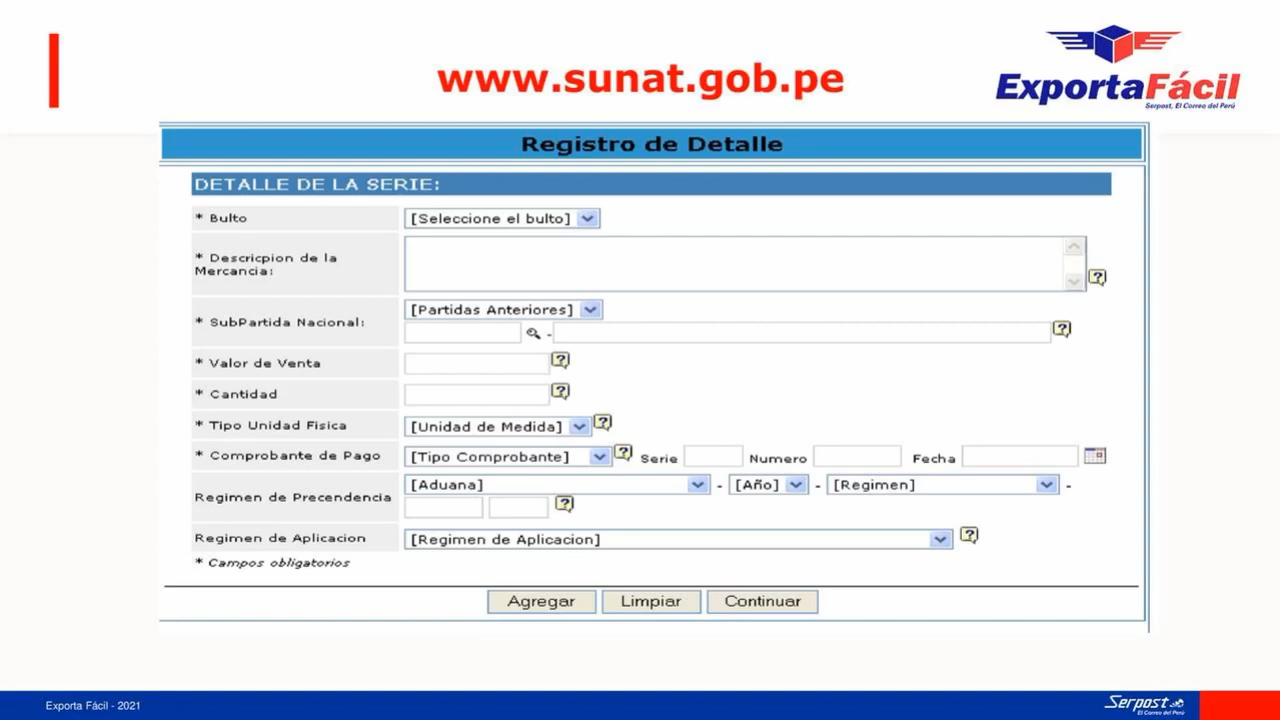 www.sunat.gob.pe
ExportaFácil
Serpost, El Correo del Perú
Registro de Detalle
DETALLE DE LA SERIE:
* Bulto [Seleccione el bulto]
* Descricpion de la
Mercancia:
[Partidas Anteriores]
* SubPartida Nacional:
-
* Valor de Venta
* Cantidad
* Tipo Unidad Fisica [Unidad de Medida]
* Comprobante de Pago [Tipo Comprobante] Serie Numero Fecha
[Aduana] - [Año] - [Regimen] -
Regimen de Precendencia
Regimen de Aplicacion [Regimen de Aplicacion]
* Campos obligatorios
Agregar Limpiar Continuar
Exporta Fácil - 2021
Serpost
El Correo del Perú